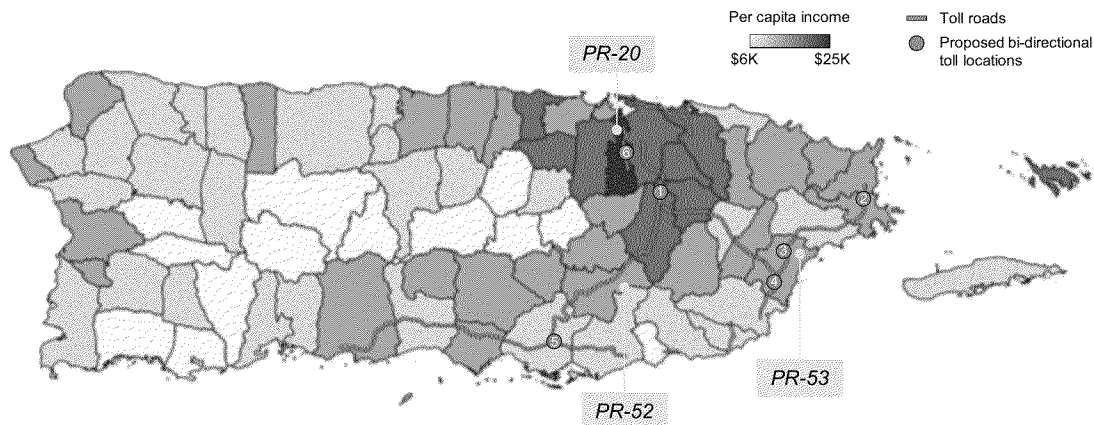 Per capita income
$6K
$25K
Toll roads
Proposed bi-directional
toll locations
PR-20
6
1
2
3
4
5
PR-53
PR-52